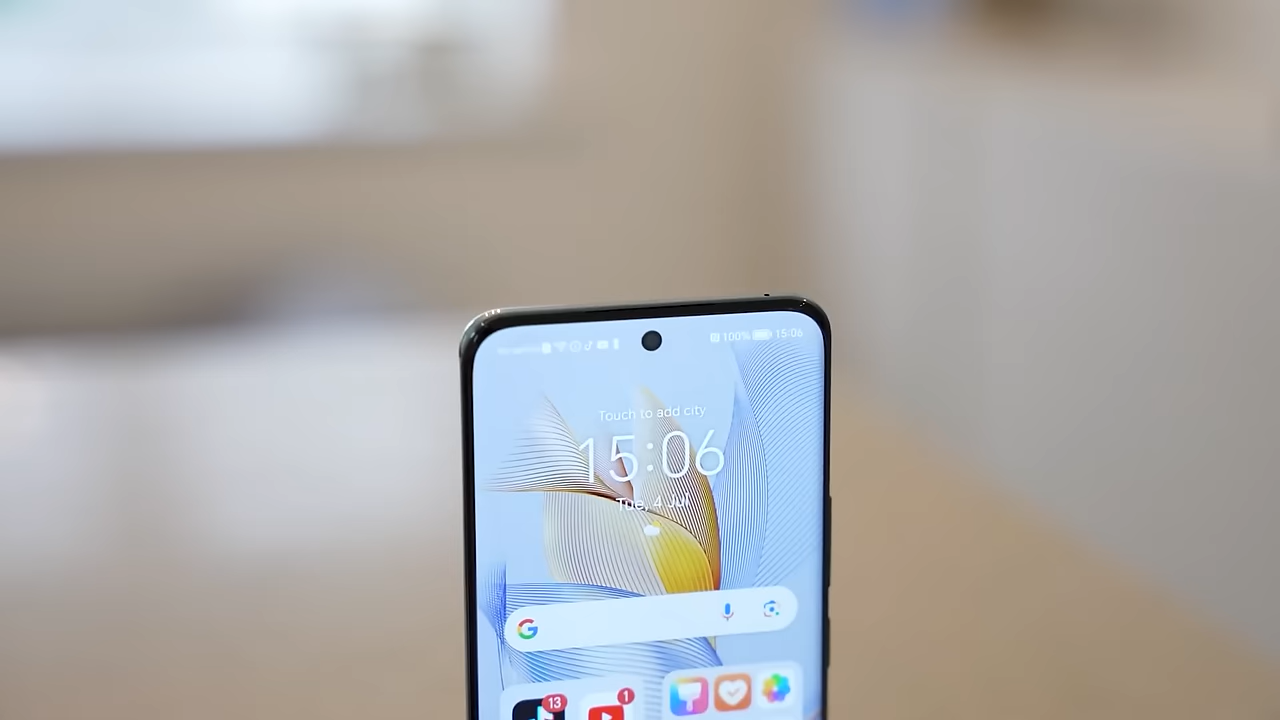 100% 15:06
Touch to add city
15:06
Tue, 4 Jul
G
13
1